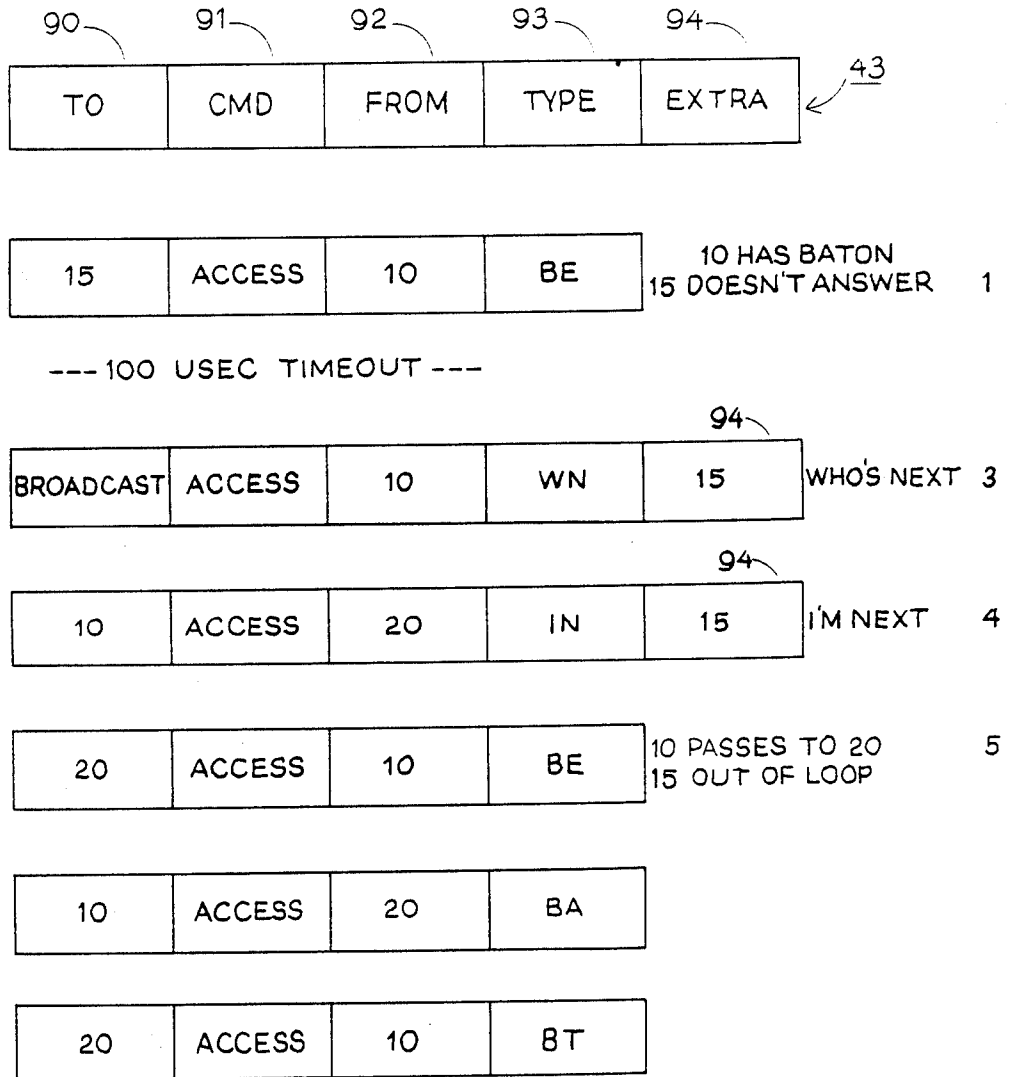 90 91 92 93 94
TO CMD FROM TYPE EXTRA 43
15 ACCESS 10 BE 10 HAS BATON
15 DOESN'T ANSWER 1
--- 100 USEC TIMEOUT ---
94
BROADCAST ACCESS 10 WN 15 WHO'S NEXT 3
94
10 ACCESS 20 IN 15 I'M NEXT 4
20 ACCESS 10 BE 10 PASSES TO 20 5
15 OUT OF LOOP
10 ACCESS 20 BA
20 ACCESS 10 BT